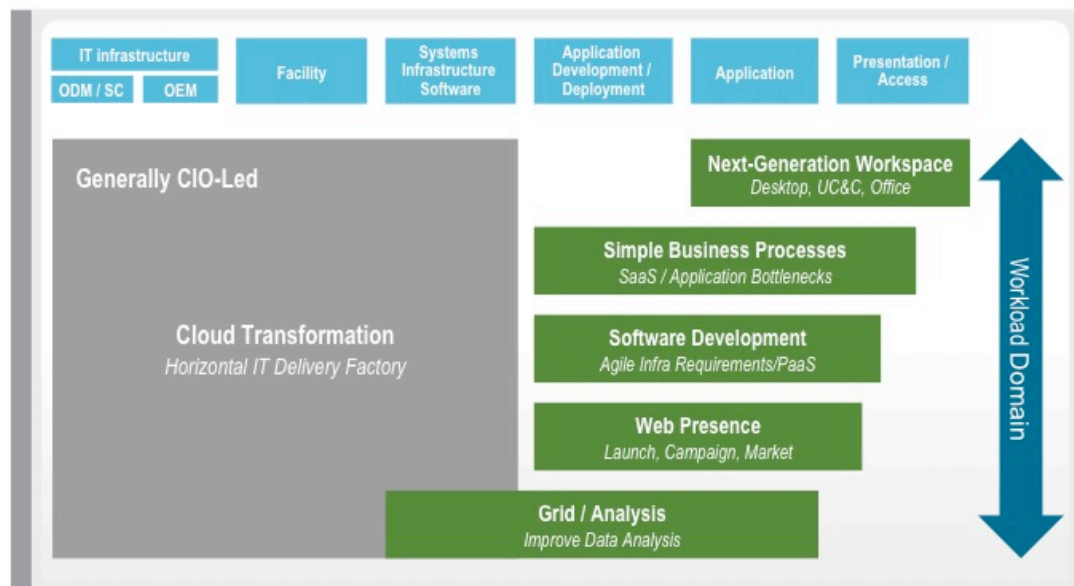 IT infrastructure
ODM / SC
OEM
Facility
Systems
Infrastructure
Software
Application
Development /
Deployment
Application
Presentation /
Access
Generally CIO-Led
Cloud Transformation
Horizontal IT Delivery Factory
Next-Generation Workspace
Desktop, UC&C, Office
Simple Business Processes
SaaS / Application Bottlenecks
Software Development
Agile Infra Requirements/PaaS
Web Presence
Launch, Campaign, Market
Grid / Analysis
Improve Data Analysis
Workload Domain